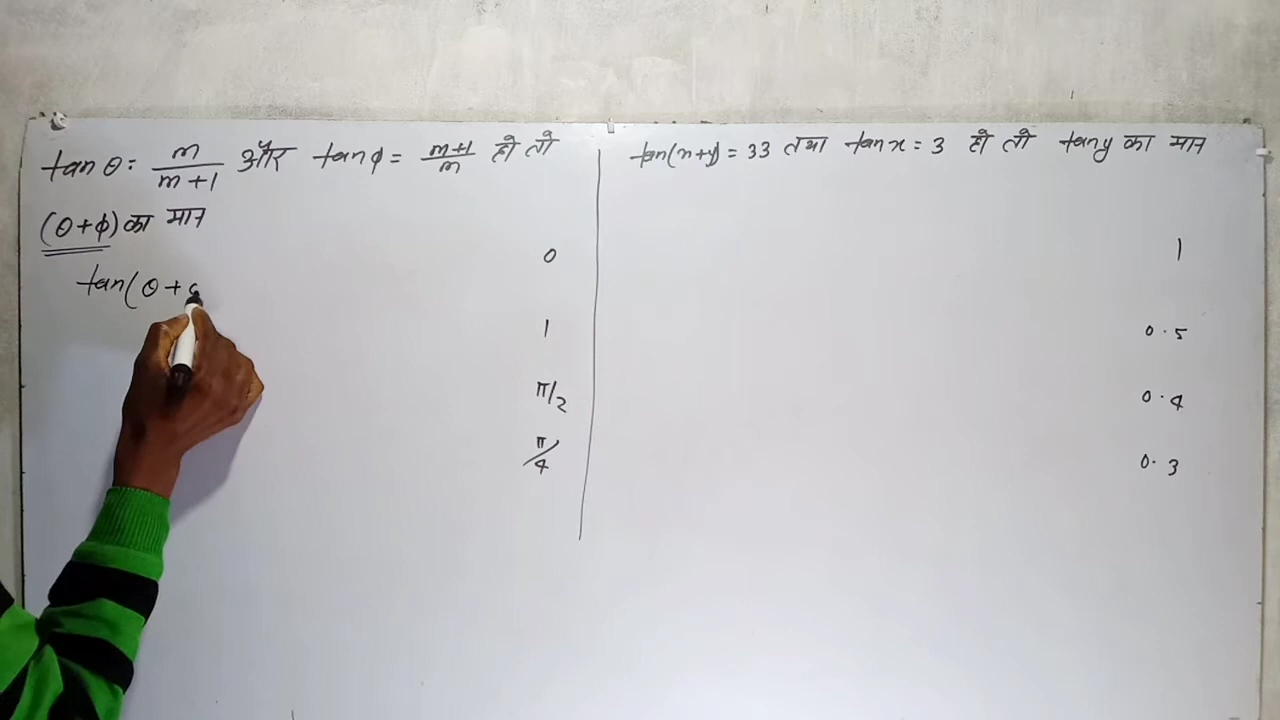 tan θ = m/m+1 और tan ϕ = m+1/m हो तो
(θ+ϕ) का मान
tan(θ+
0
1
π/2
π/4
tan(x+y) = 33 तथा tan x = 3 हो तो tan y का मान
1
0.5
0.4
0.3